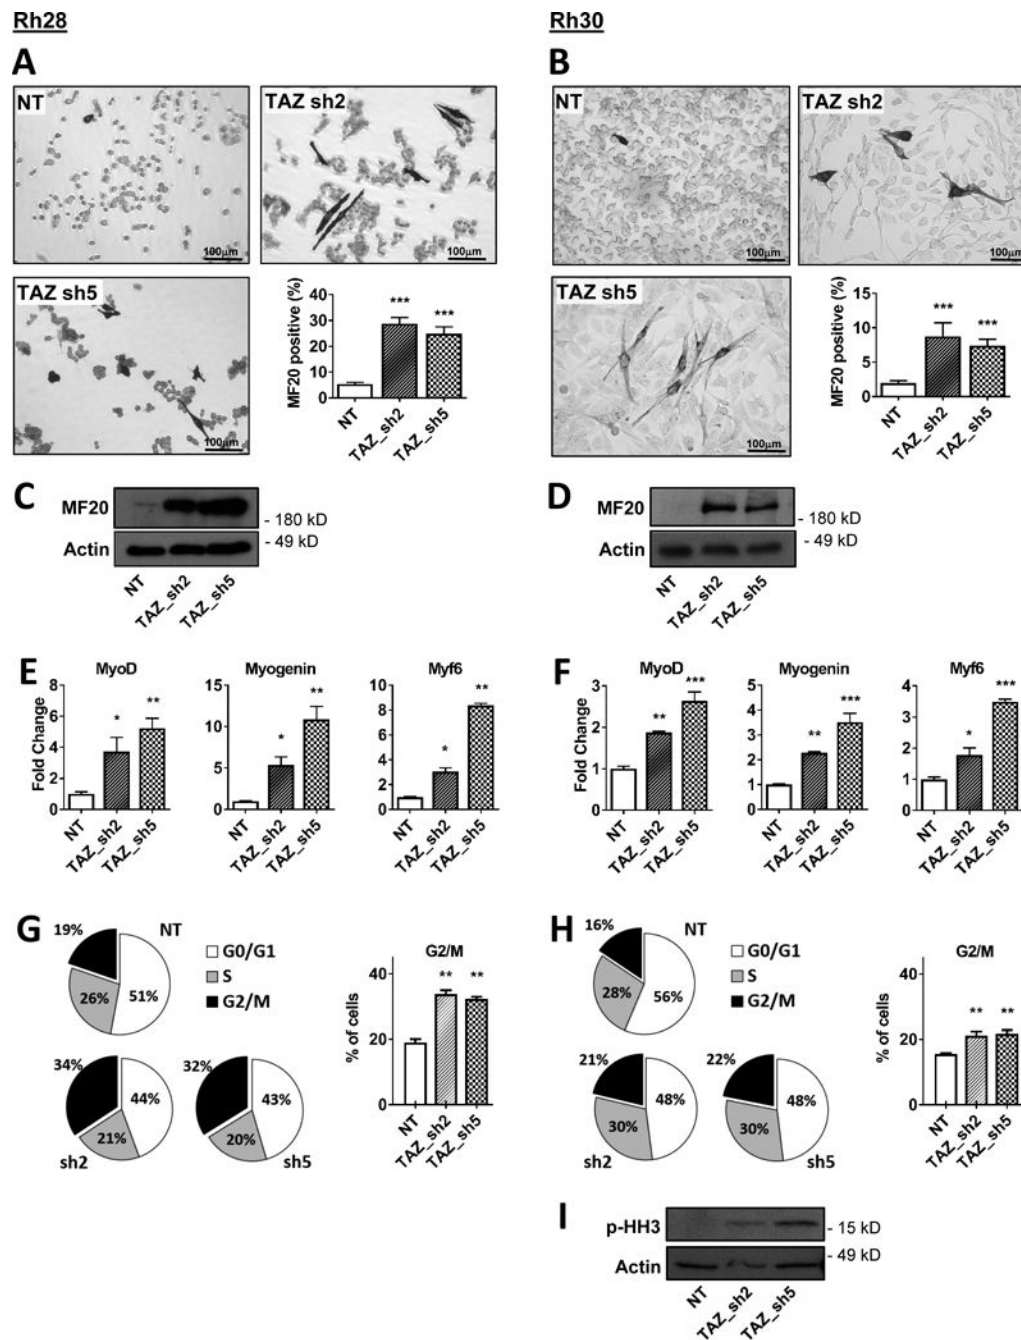 Rh28
Rh30
A
NT
100µm
TAZ sh2
100µm
TAZ sh5
100µm
MF20 positive (%)
40
30
20
10
0
***
***
NT
TAZ_sh2
TAZ_sh5
B
NT
100µm
TAZ sh2
100µm
TAZ sh5
100µm
MF20 positive (%)
15
10
5
0
***
***
NT
TAZ_sh2
TAZ_sh5
C
MF20
- 180 kD
Actin
- 49 kD
NT
TAZ_sh2
TAZ_sh5
D
MF20
- 180 kD
Actin
- 49 kD
NT
TAZ_sh2
TAZ_sh5
E
MyoD
Fold Change
8
6
4
2
0
*
**
NT
TAZ_sh2
TAZ_sh5
Myogenin
15
10
5
0
*
**
NT
TAZ_sh2
TAZ_sh5
Myf6
10
8
6
4
2
0
*
**
NT
TAZ_sh2
TAZ_sh5
F
MyoD
Fold Change
3
2
1
0
**
***
NT
TAZ_sh2
TAZ_sh5
Myogenin
5
4
3
2
1
0
**
***
NT
TAZ_sh2
TAZ_sh5
Myf6
4
3
2
1
0
*
***
NT
TAZ_sh2
TAZ_sh5
G
19%
NT
26%
51%
G0/G1
S
G2/M
34%
44%
21%
sh2
32%
43%
20%
sh5
G2/M
% of cells
40
20
0
**
**
NT
TAZ_sh2
TAZ_sh5
H
16%
NT
28%
56%
G0/G1
S
G2/M
21%
48%
30%
sh2
22%
48%
30%
sh5
G2/M
% of cells
40
20
0
**
**
NT
TAZ_sh2
TAZ_sh5
I
p-HH3
- 15 kD
Actin
- 49 kD
NT
TAZ_sh2
TAZ_sh5